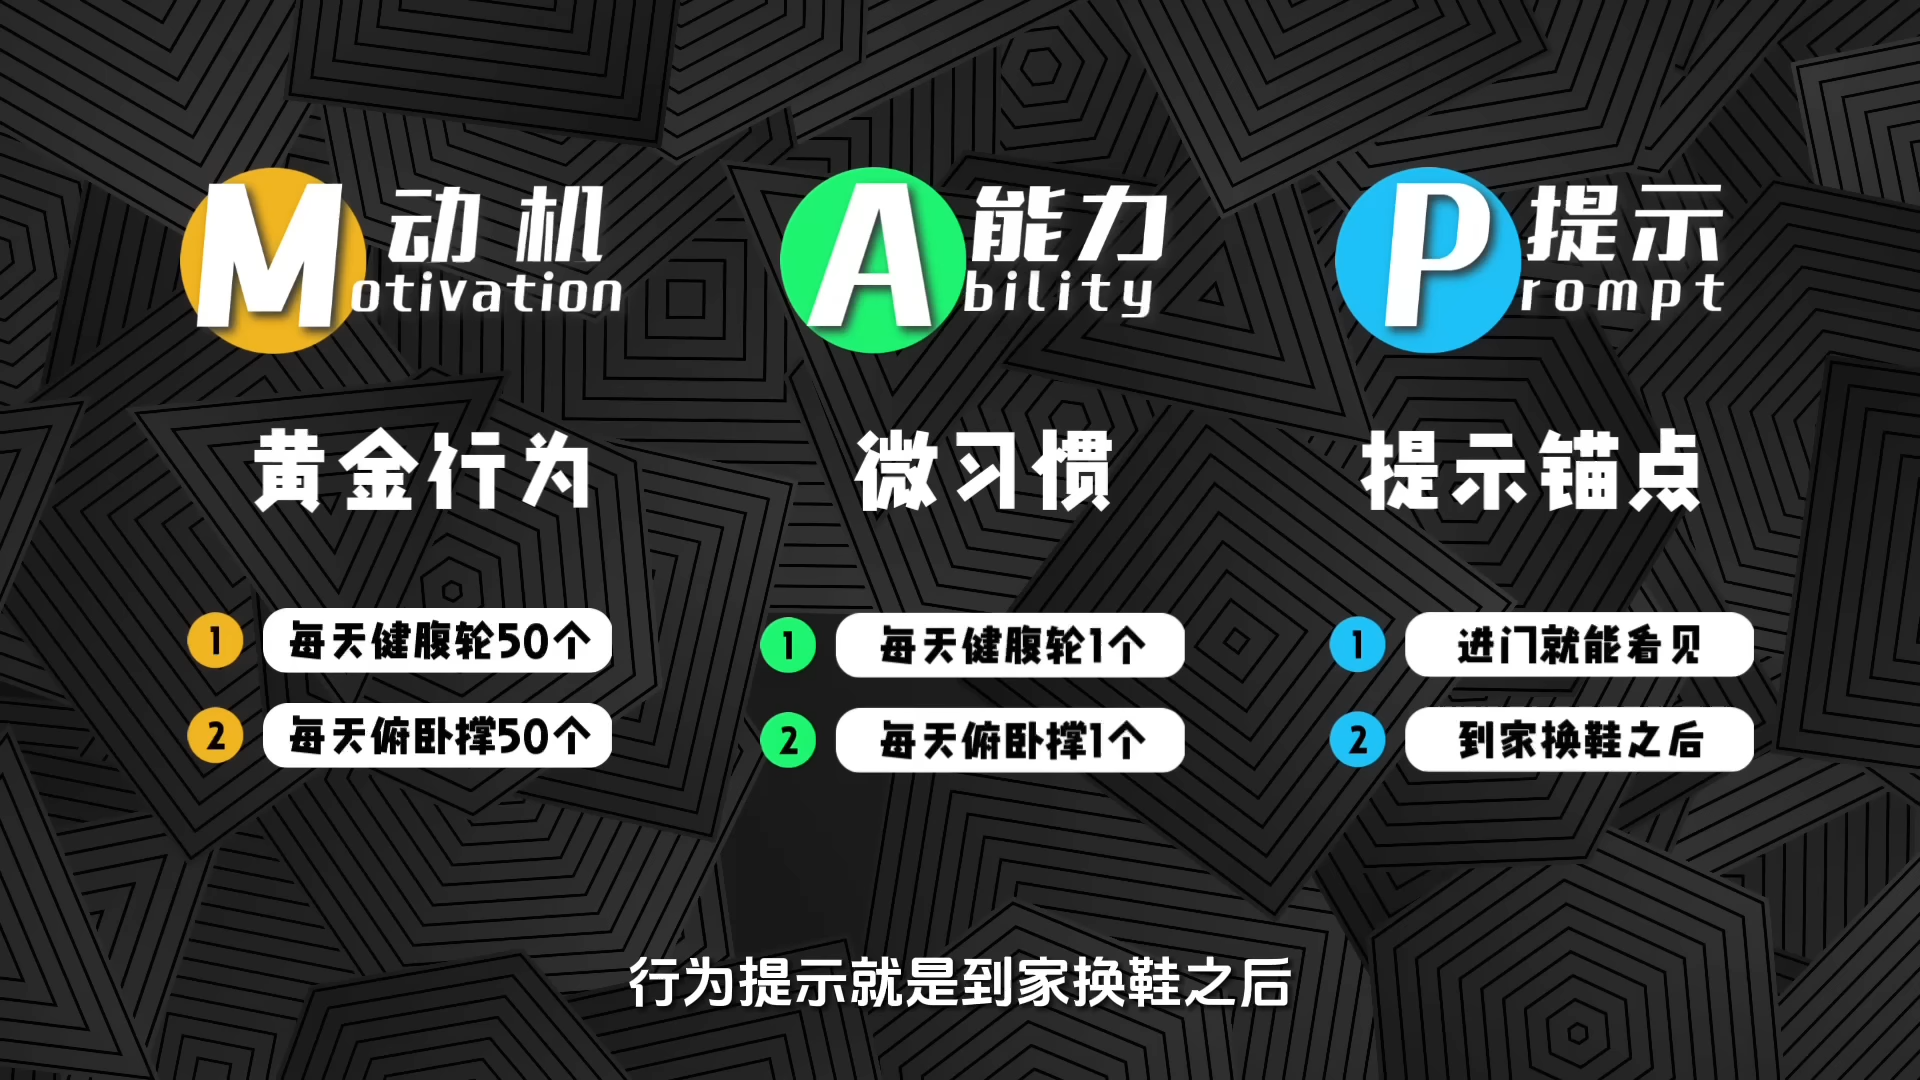 Motivation 动机
Ability 能力
Prompt 提示
黄金行为
微习惯
提示锚点
1 每天健腹轮50个
2 每天俯卧撑50个
1 每天健腹轮1个
2 每天俯卧撑1个
1 进门就能看见
2 到家换鞋之后
行为提示就是到家换鞋之后